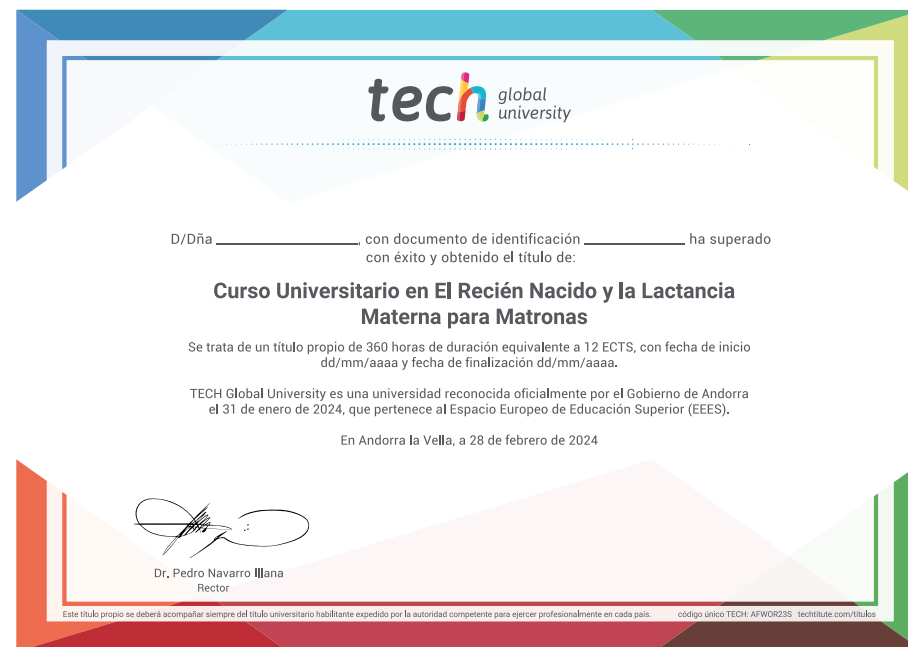 tech global university
D/Dña ___________________, con documento de identificación ______________ ha superado
con éxito y obtenido el título de:
Curso Universitario en El Recién Nacido y la Lactancia
Materna para Matronas
Se trata de un título propio de 360 horas de duración equivalente a 12 ECTS, con fecha de inicio
dd/mm/aaaa y fecha de finalización dd/mm/aaaa.
TECH Global University es una universidad reconocida oficialmente por el Gobierno de Andorra
el 31 de enero de 2024, que pertenece al Espacio Europeo de Educación Superior (EEES).
En Andorra la Vella, a 28 de febrero de 2024
Dr. Pedro Navarro Illana
Rector
Este título propio se deberá acompañar siempre del título universitario habilitante expedido por la autoridad competente para ejercer profesionalmente en cada país. código único TECH: AFWOR23S techtitute.com/titulos